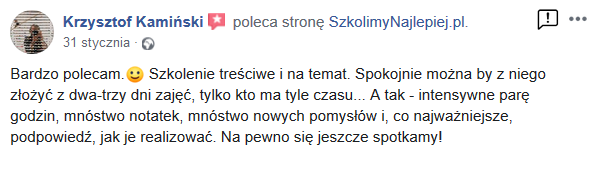 Krzysztof Kamiński poleca stronę SzkolimyNajlepiej.pl.
31 stycznia ·
Bardzo polecam.🙂 Szkolenie treściwe i na temat. Spokojnie można by z niego
złożyć z dwa-trzy dni zajęć, tylko kto ma tyle czasu... A tak - intensywne parę
godzin, mnóstwo notatek, mnóstwo nowych pomysłów i, co najważniejsze,
podpowiedź, jak je realizować. Na pewno się jeszcze spotkamy!